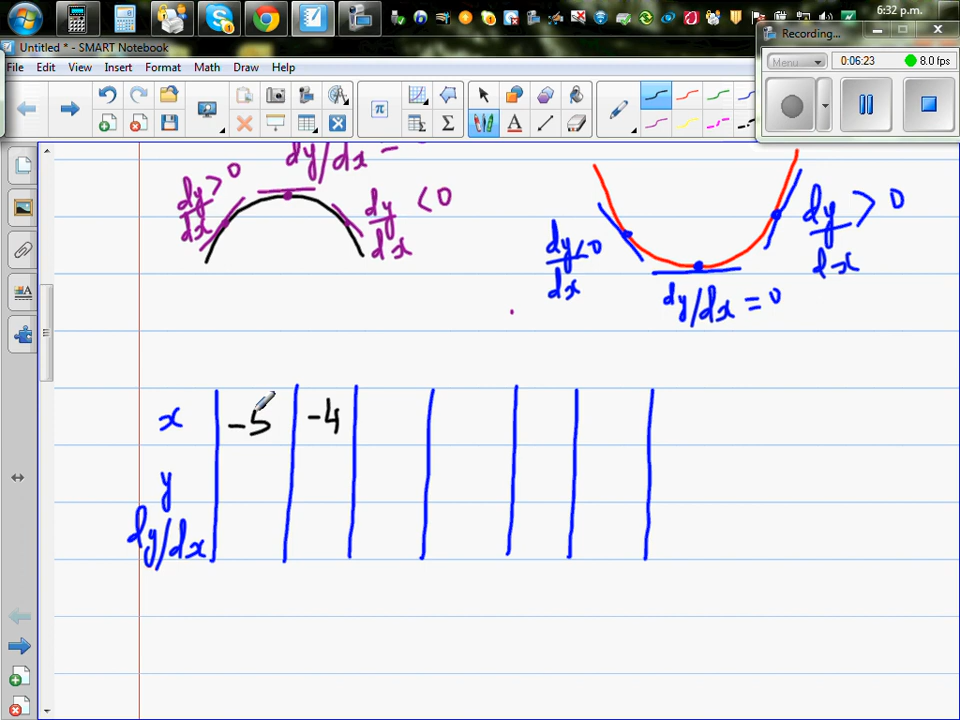 6:32 p.m.
Untitled * - SMART Notebook
Recording...
File Edit View Insert Format Math Draw Help
Menu 0:06:23 8.0 fps
dy/dx =
dy/dx > 0
dy/dx < 0
dy/dx < 0
dy/dx > 0
dy/dx = 0
x -5 -4
y
dy/dx